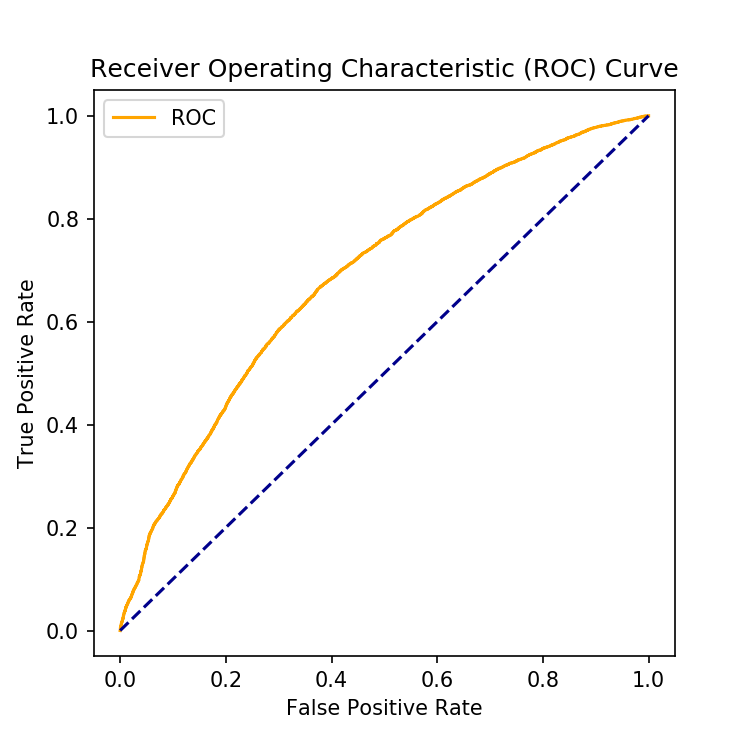 Receiver Operating Characteristic (ROC) Curve
ROC
1.0
0.8
0.6
0.4
0.2
0.0
True Positive Rate
0.0 0.2 0.4 0.6 0.8 1.0
False Positive Rate